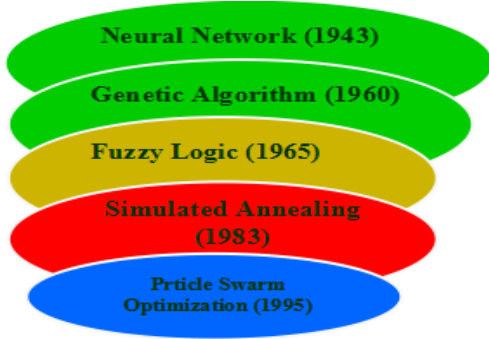 Neural Network (1943)
Genetic Algorithm (1960)
Fuzzy Logic (1965)
Simulated Annealing
(1983)
Prticle Swarm
Optimization (1995)